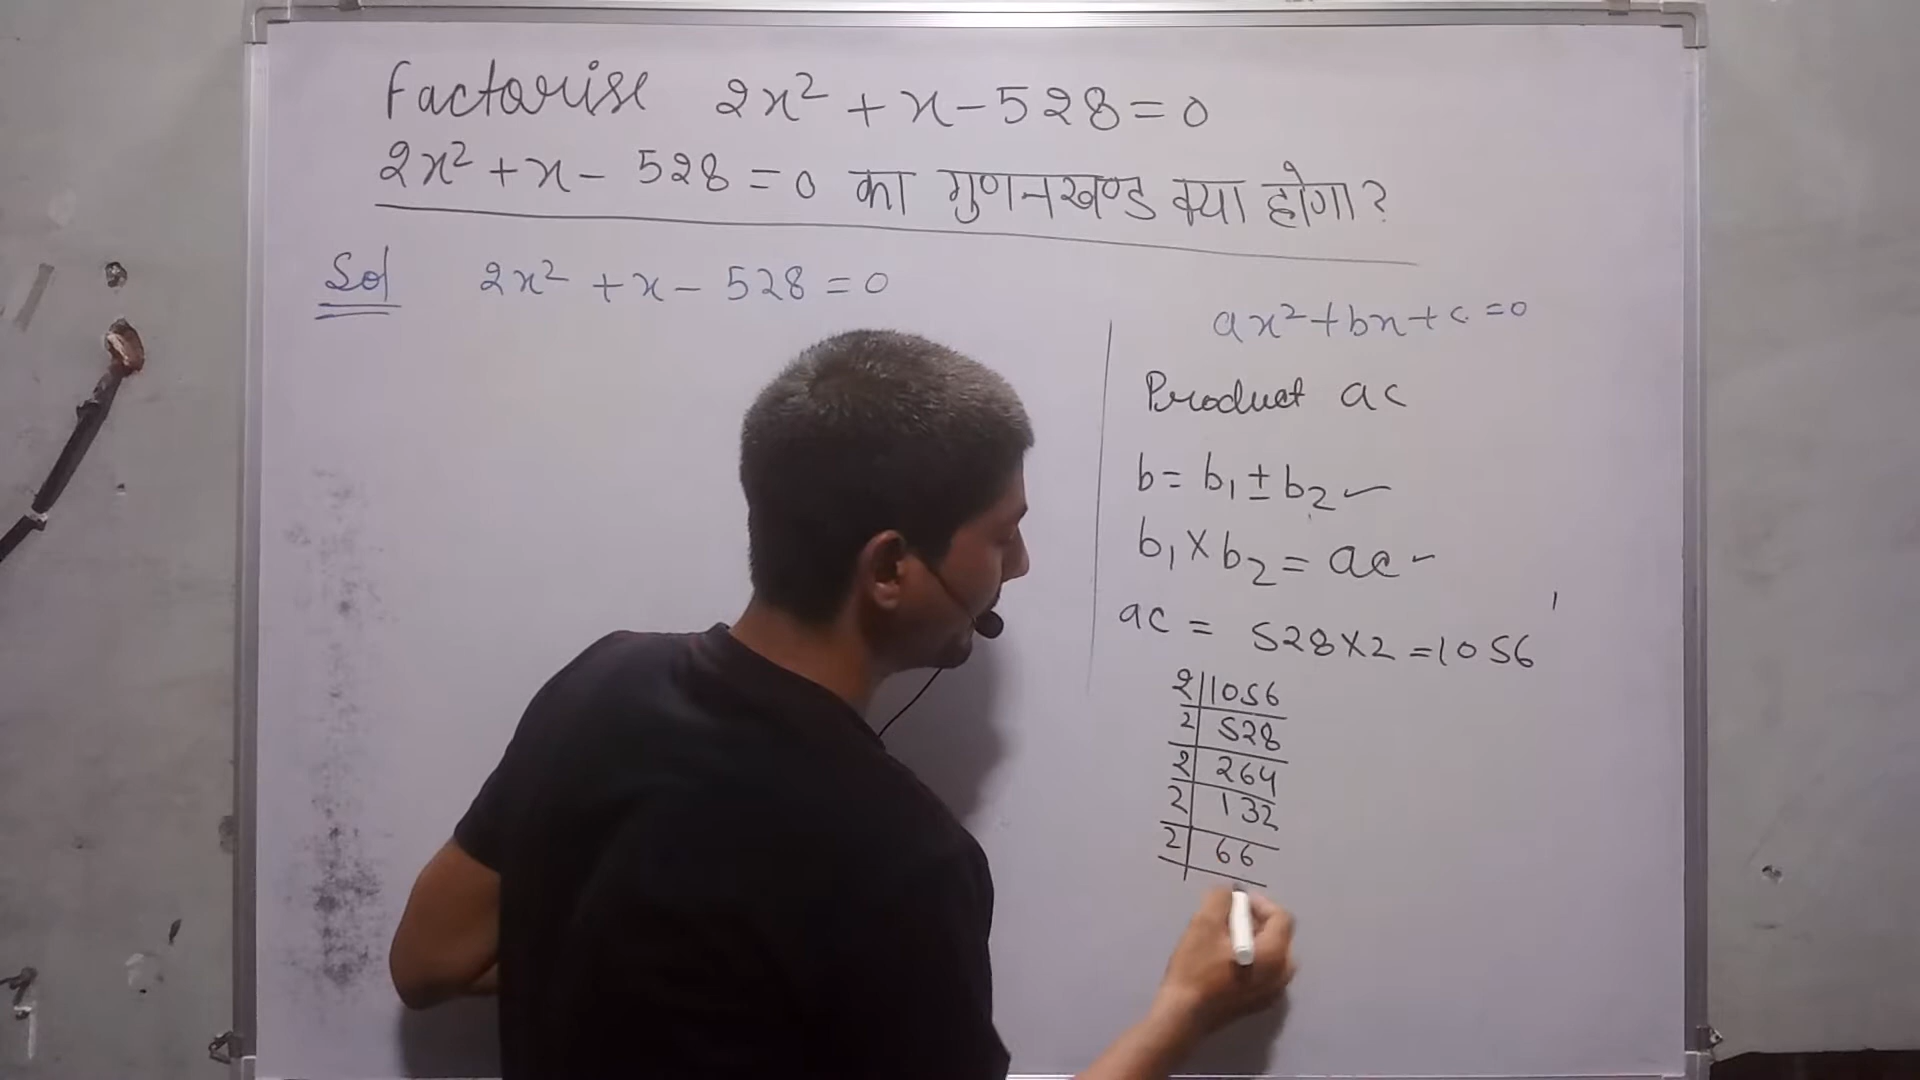 Factorise 2x² + x - 528 = 0
2x² + x - 528 = 0 का गुणनखण्ड क्या होगा?
Sol 2x² + x - 528 = 0
ax² + bx + c = 0
Product ac
b = b₁ ± b₂
b₁ × b₂ = ac
ac = 528 × 2 = 1056
2 | 1056
2 | 528
2 | 264
2 | 132
2 | 66